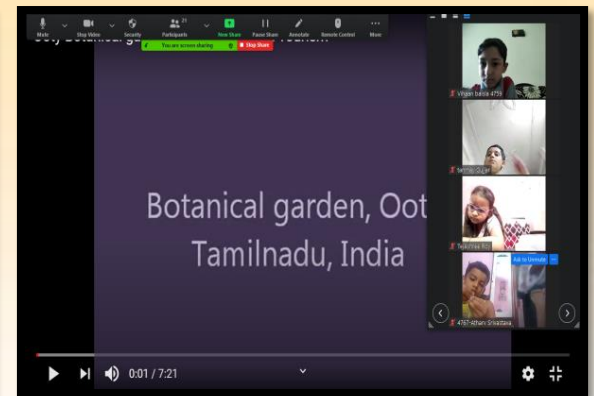 Mute
Stop Video
Security
Participants
21
New Share
Pause Share
Annotate
Remote Control
More
You are screen sharing
Stop Share
Botanical garden, Oot
Tamilnadu, India
Ask to Unmute
0:01 / 7:21